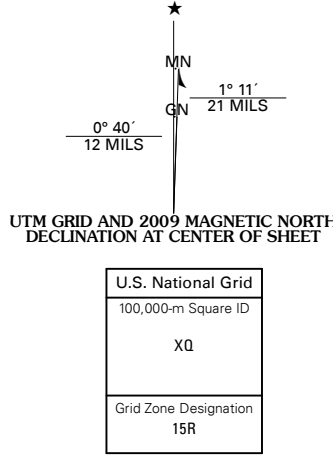 ★
MN
1° 11´
21 MILS
GN
0° 40´
12 MILS
UTM GRID AND 2009 MAGNETIC NORTH
DECLINATION AT CENTER OF SHEET
U.S. National Grid
100,000-m Square ID
XQ
Grid Zone Designation
15R